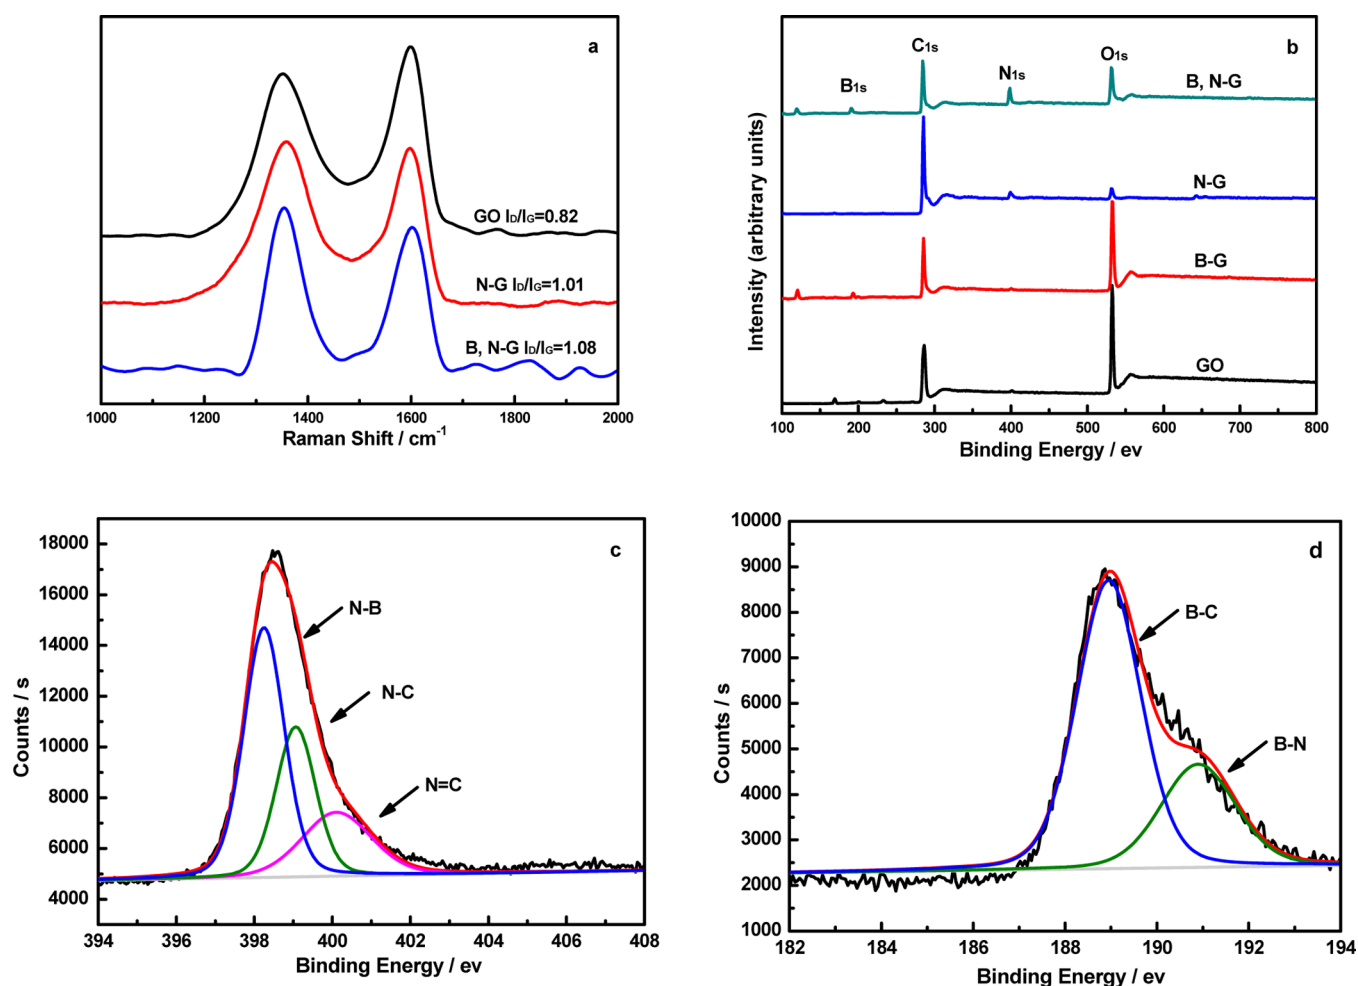 a
GO ID/IG=0.82
N-G ID/IG=1.01
B, N-G ID/IG=1.08
1000 1200 1400 1600 1800 2000
Raman Shift / cm-1
b
C1s
O1s
N1s
B1s
B, N-G
N-G
B-G
GO
Intensity (arbitrary units)
100 200 300 400 500 600 700 800
Binding Energy / ev
c
18000
16000
14000
12000
10000
8000
6000
4000
Counts / s
N-B
N-C
N=C
394 396 398 400 402 404 406 408
Binding Energy / ev
d
10000
9000
8000
7000
6000
5000
4000
3000
2000
1000
Counts / s
B-C
B-N
182 184 186 188 190 192 194
Binding Energy / ev